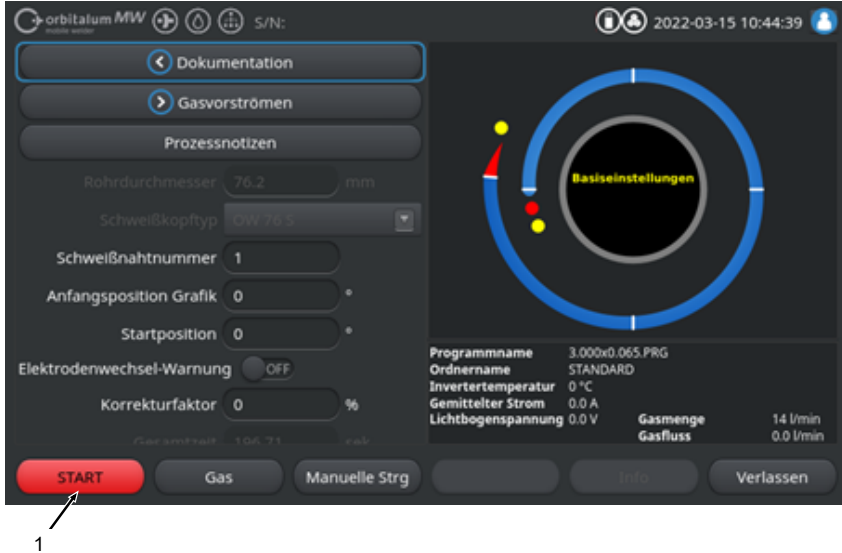 orbitalum MW
mobile welder
S/N:
2022-03-15 10:44:39
Dokumentation
Gasvorströmen
Prozessnotizen
Rohrdurchmesser 76.2 mm
Schweißkopftyp OW 76 S
Schweißnahtnummer 1
Anfangsposition Grafik 0 °
Startposition 0 °
Elektrodenwechsel-Warnung OFF
Korrekturfaktor 0 %
Gesamtzeit 196.71 sek
Basiseinstellungen
Programmname 3.000x0.065.PRG
Ordnername STANDARD
Invertertemperatur 0 °C
Gemittelter Strom 0.0 A
Lichtbogenspannung 0.0 V Gasmenge 14 l/min
Gasfluss 0.0 l/min
START Gas Manuelle Strg Info Verlassen
1